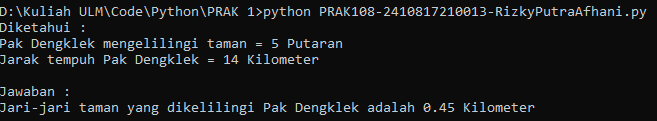 D:\Kuliah ULM\Code\Python\PRAK 1>python PRAK108-2410817210013-RizkyPutraAfhani.py
Diketahui :
Pak Dengklek mengelilingi taman = 5 Putaran
Jarak tempuh Pak Dengklek = 14 Kilometer
Jawaban :
Jari-jari taman yang dikelilingi Pak Dengklek adalah 0.45 Kilometer